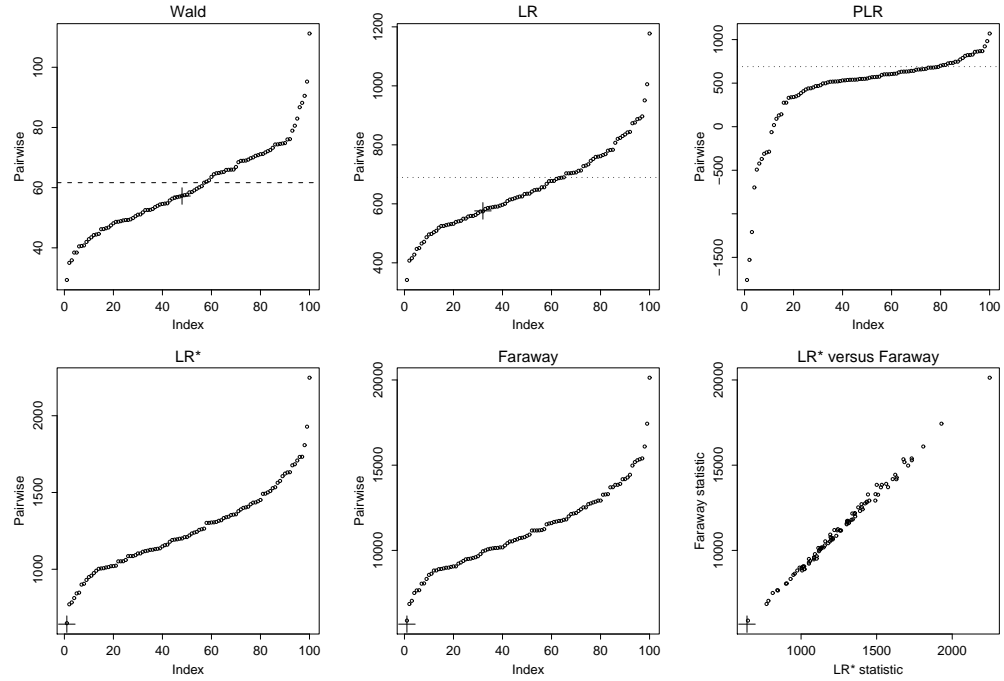 Wald
Pairwise
40 60 80 100
0 20 40 60 80 100
Index
LR
Pairwise
400 600 800 1000 1200
0 20 40 60 80 100
Index
PLR
Pairwise
−1500 −500 0 500 1000
0 20 40 60 80 100
Index
LR*
Pairwise
1000 1500 2000
0 20 40 60 80 100
Index
Faraway
Pairwise
10000 15000 20000
0 20 40 60 80 100
Index
LR* versus Faraway
Faraway statistic
10000 15000 20000
1000 1500 2000
LR* statistic